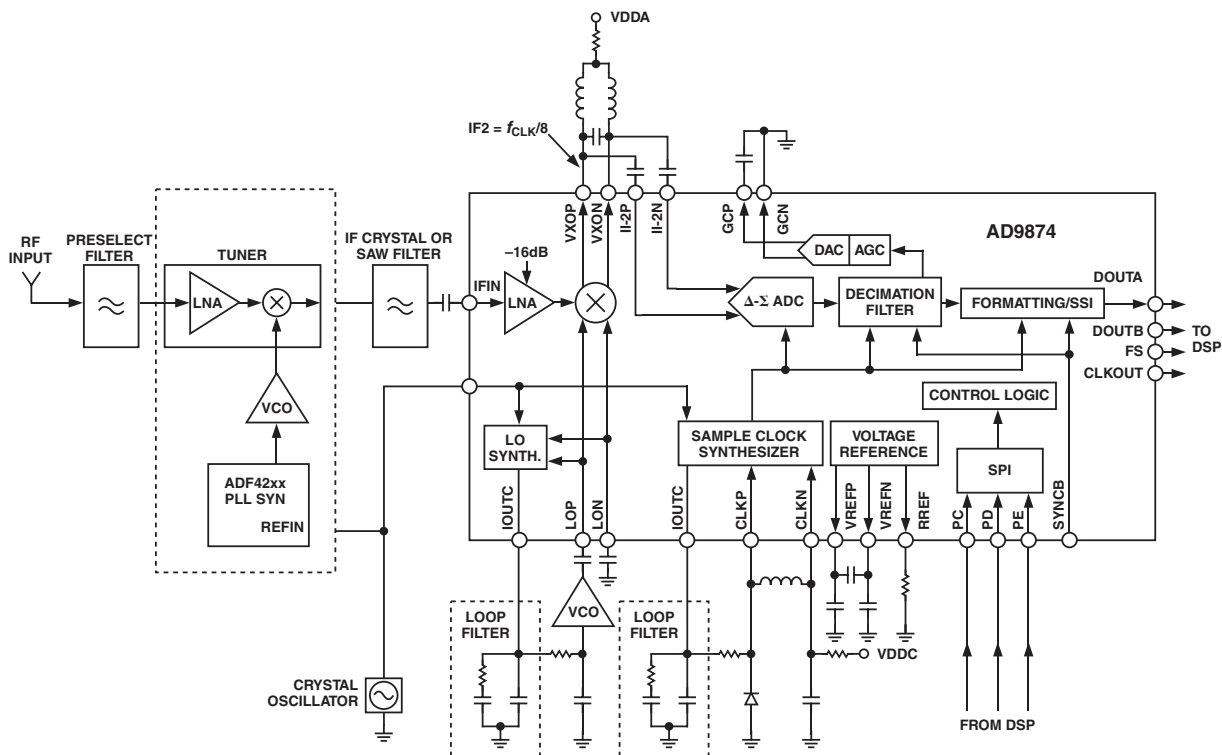 VDDA
IF2 = fCLK/8
VXOP
VXON
II-2P
II-2N
GCP
GCN
AD9874
RF
INPUT
PRESELECT
FILTER
TUNER
LNA
VCO
ADF42xx
PLL SYN
REFIN
IF CRYSTAL OR
SAW FILTER
IFIN
–16dB
LNA
DAC
AGC
Δ-Σ ADC
DECIMATION
FILTER
FORMATTING/SSI
DOUTA
DOUTB
FS
CLKOUT
TO
DSP
CONTROL LOGIC
LO
SYNTH.
SAMPLE CLOCK
SYNTHESIZER
VOLTAGE
REFERENCE
SPI
IOUTC
LOP
LON
IOUTC
CLKP
CLKN
VREFP
VREFN
RREF
PC
PD
PE
SYNCB
LOOP
FILTER
VCO
LOOP
FILTER
VDDC
CRYSTAL
OSCILLATOR
FROM DSP